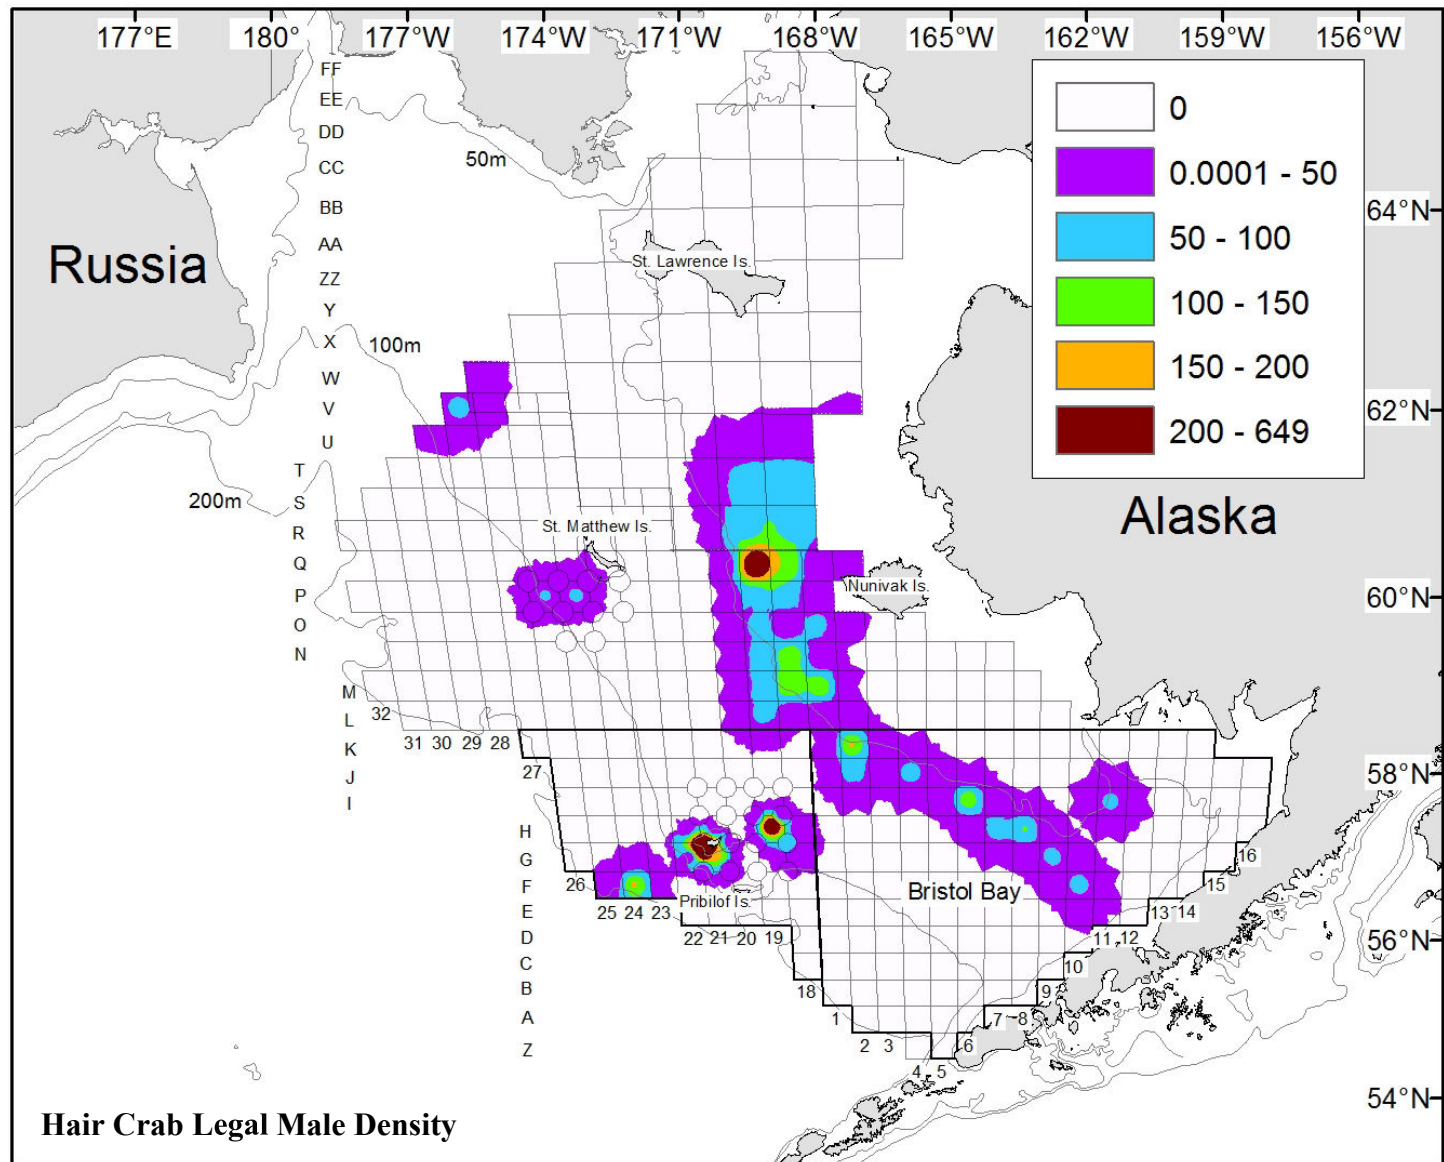 177°E 180° 177°W 174°W 171°W 168°W 165°W 162°W 159°W 156°W
FF
EE
DD
CC
BB
AA
ZZ
Y
X
W
V
U
T
S
R
Q
P
O
N
M
L
K
J
I
H
G
F
E
D
C
B
A
Z
0
0.0001 - 50
50 - 100
100 - 150
150 - 200
200 - 649
64°N
62°N
60°N
58°N
56°N
54°N
50m
100m
200m
Russia
Alaska
St. Lawrence Is.
St. Matthew Is.
Nunivak Is.
Pribilof Is.
Bristol Bay
32
31 30 29 28
27
26
25 24 23
22 21 20 19
18
1
2 3
4 5
6
7 8
9
10
11 12
13 14
15
16
Hair Crab Legal Male Density